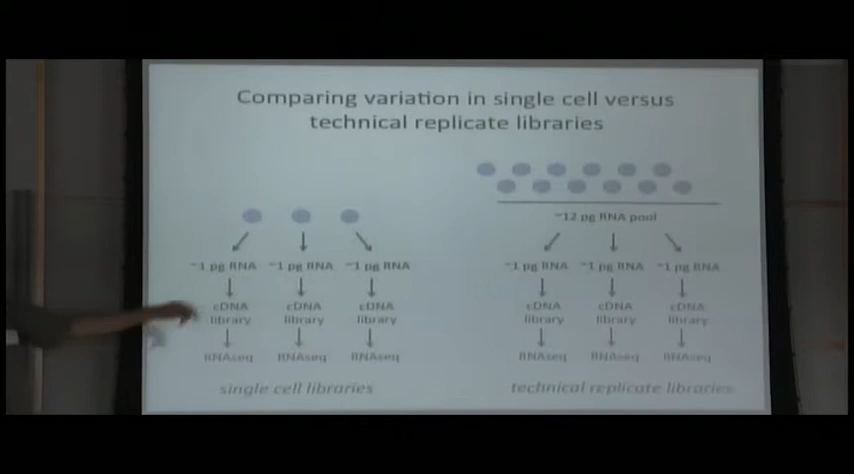 Comparing variation in single cell versus
technical replicate libraries
~12 pg RNA pool
~1 pg RNA ~1 pg RNA ~1 pg RNA
~1 pg RNA ~1 pg RNA ~1 pg RNA
cDNA library
cDNA library
cDNA library
cDNA library
cDNA library
cDNA library
RNAseq RNAseq RNAseq
RNAseq RNAseq RNAseq
single cell libraries
technical replicate libraries